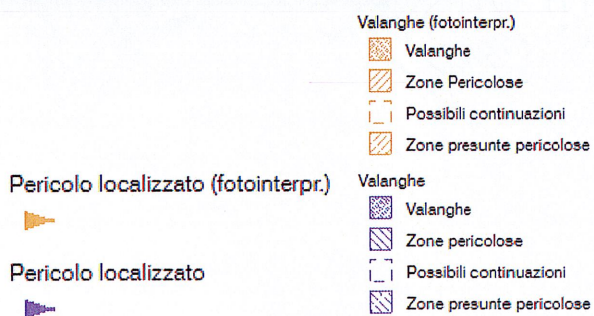 Valanghe (fotointerpr.)
Valanghe
Zone Pericolose
Possibili continuazioni
Zone presunte pericolose
Pericolo localizzato (fotointerpr.)
Pericolo localizzato
Valanghe
Valanghe
Zone pericolose
Possibili continuazioni
Zone presunte pericolose